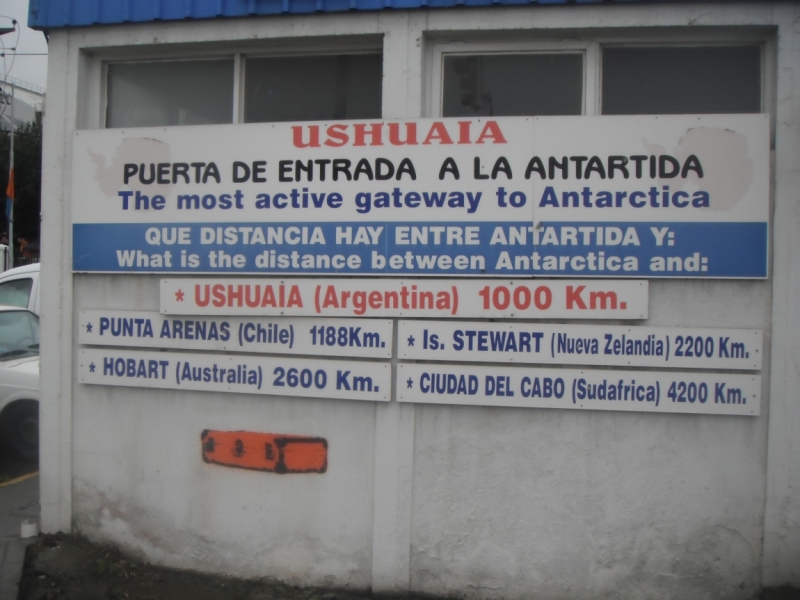 USHUAIA
PUERTA DE ENTRADA A LA ANTARTIDA
The most active gateway to Antarctica
QUE DISTANCIA HAY ENTRE ANTARTIDA Y:
What is the distance between Antarctica and:
* USHUAIA (Argentina) 1000 Km.
* PUNTA ARENAS (Chile) 1188Km.
* Is. STEWART (Nueva Zelandia) 2200 Km.
* HOBART (Australia) 2600 Km.
* CIUDAD DEL CABO (Sudafrica) 4200 Km.